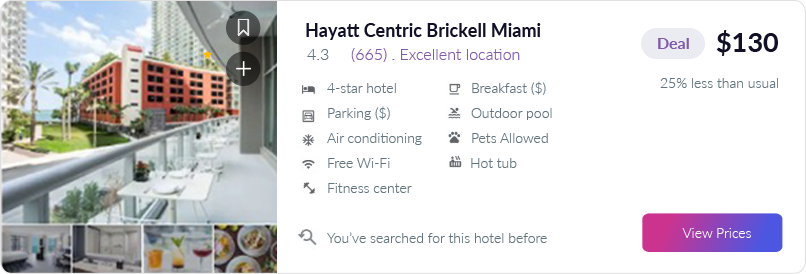 Hayatt Centric Brickell Miami
4.3 (665) . Excellent location
4-star hotel
Breakfast ($)
Parking ($)
Outdoor pool
Air conditioning
Pets Allowed
Free Wi-Fi
Hot tub
Fitness center
You've searched for this hotel before
Deal $130
25% less than usual
View Prices